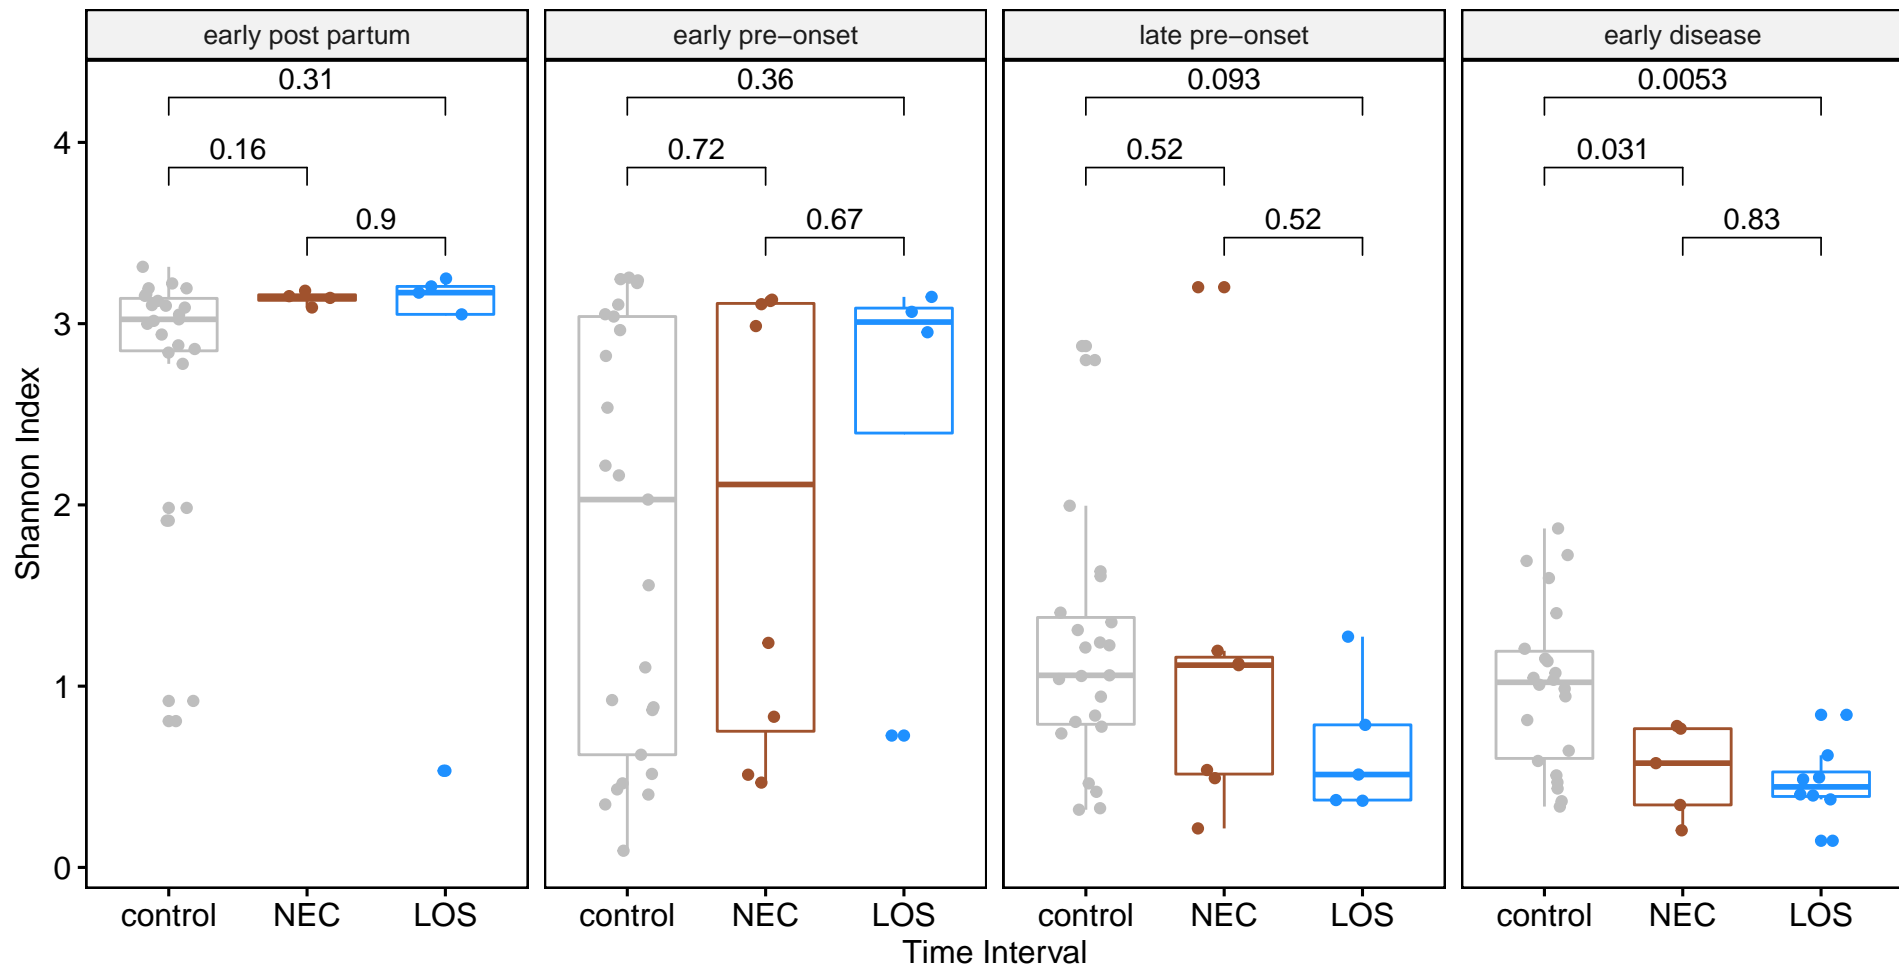 early post partum early pre−onset late pre−onset early disease
0.31 0.36 0.093 0.0053
0.16 0.72 0.52 0.031
0.9 0.67 0.52 0.83
4
3
2
1
0
Shannon Index
control NEC LOS control NEC LOS control NEC LOS control NEC LOS
Time Interval